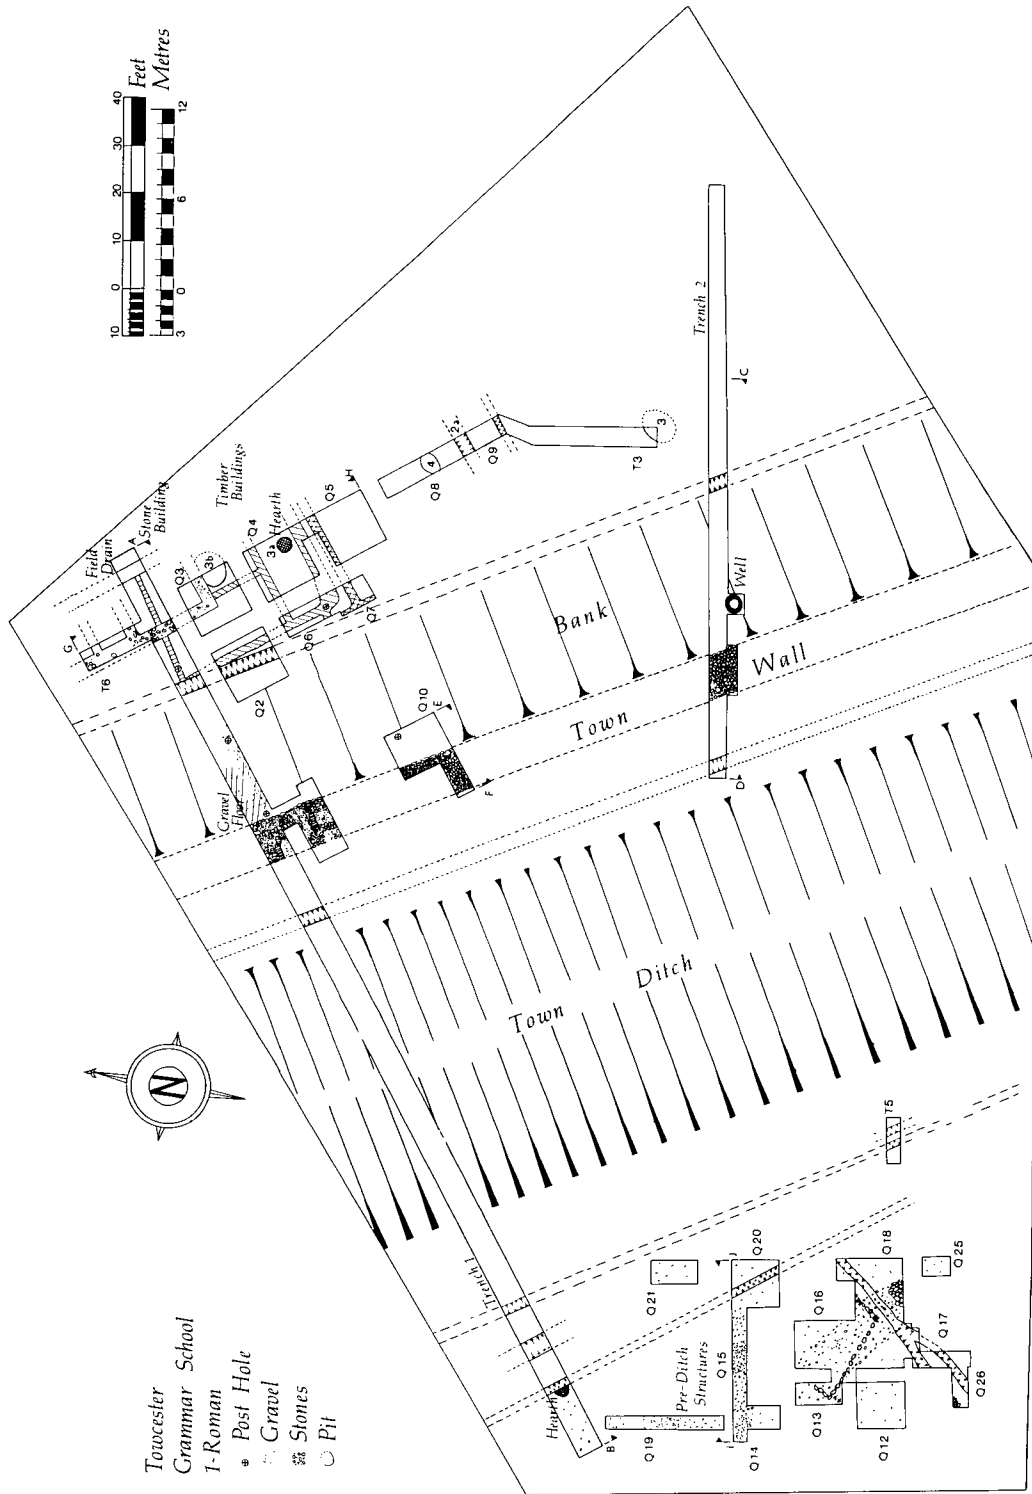 Towcester
Grammar School
1-Roman
Post Hole
Gravel
Stones
Pit
N
10 0 10 20 30 40
Feet
3 0 6 12
Metres
Field
Drain
A
Stone
Building
G
T6
Q3
3b
Timber
Buildings
Q4
3a
Hearth
Q5
H
Q2
Q6
Q7
Q8
4
2a
Q9
T3
3
Gravel
Floor
Q10
E
F
Bank
Town
Wall
Well
Trench 2
C
D
Town
Ditch
Trench 1
Hearth
B
Q19
Pre-Ditch
Structures
Q21
J
Q20
Q15
I
Q14
T5
Q16
Q18
Q25
Q13
Q12
Q17
Q26